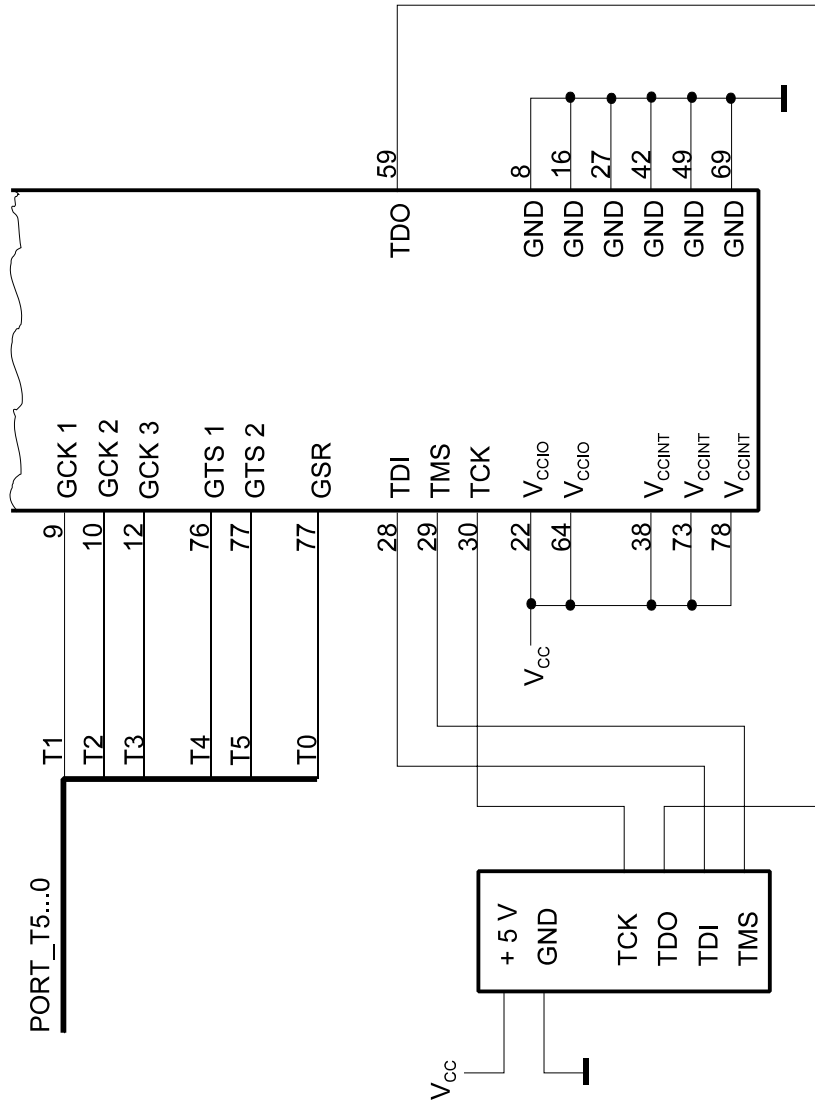 PORT_T5...0
T1
T2
T3
T4
T5
T0
9
10
12
76
77
77
28
29
30
22
64
38
73
78
GCK 1
GCK 2
GCK 3
GTS 1
GTS 2
GSR
TDI
TMS
TCK
VCCIO
VCCIO
VCCINT
VCCINT
VCCINT
TDO
GND
GND
GND
GND
GND
GND
59
8
16
27
42
49
69
VCC
VCC
+ 5 V
GND
TCK
TDO
TDI
TMS